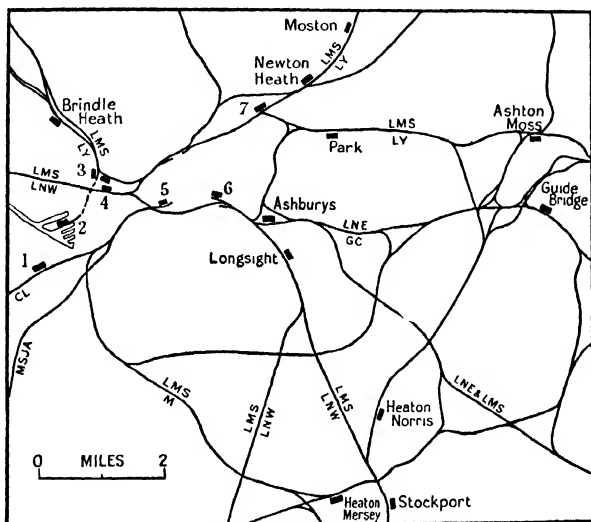 Moston
LMS
LY
Newton
Heath
Brindle
Heath
LMS
LY
7
LMS
LY
Park
Ashton
Moss
3
LMS
LNW
4
5
6
Ashburys
Guide
Bridge
2
LNE
GC
1
Longsight
CL
MSJA
LMS
M
LMS
LNW
LMS
LNW
LNE & LMS
Heaton
Norris
0 MILES 2
Heaton
Mersey
Stockport